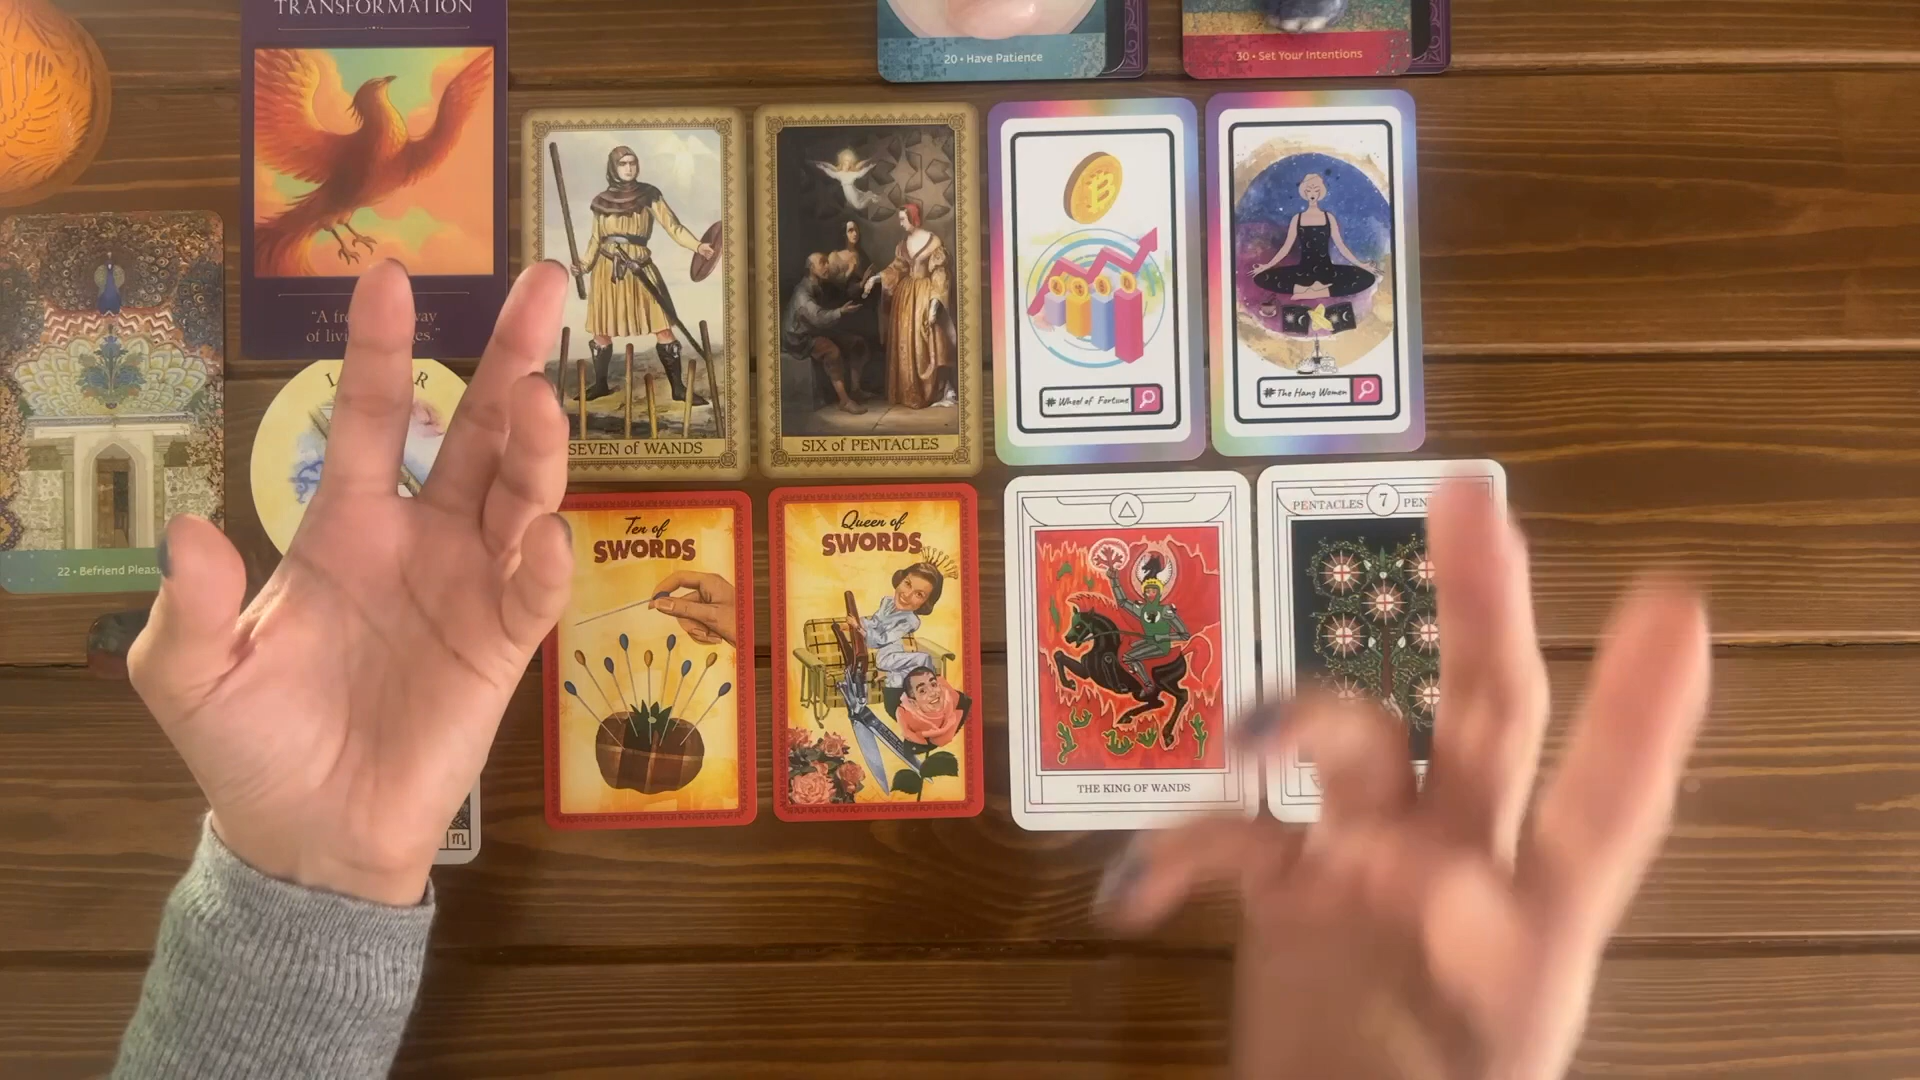 TRANSFORMATION
20 • Have Patience
30 • Set Your Intentions
"A
way
SEVEN of WANDS
SIX of PENTACLES
# Wheel of Fortune
# The Hang Women
22 • Befriend
Ten of
SWORDS
Queen of
SWORDS
PENTACLES 7
THE KING OF WANDS